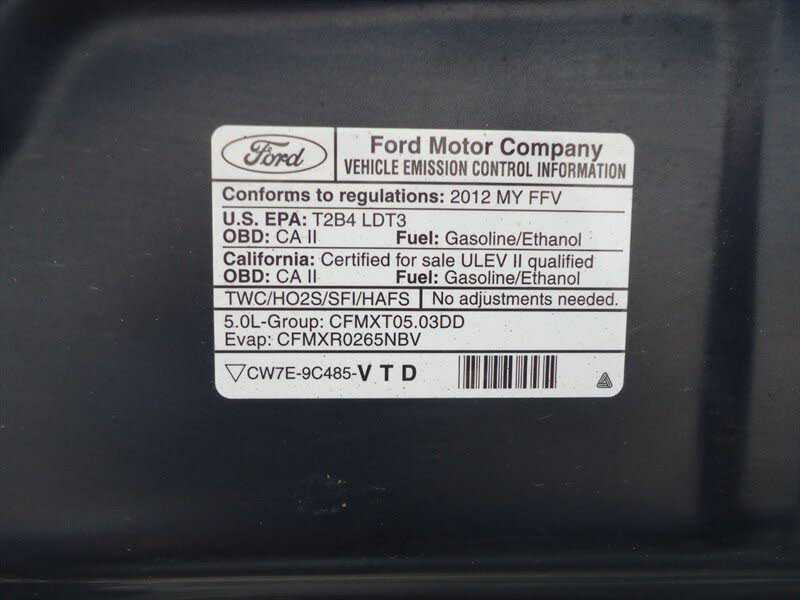 Ford
Ford Motor Company
VEHICLE EMISSION CONTROL INFORMATION
Conforms to regulations: 2012 MY FFV
U.S. EPA: T2B4 LDT3
OBD: CA II Fuel: Gasoline/Ethanol
California: Certified for sale ULEV II qualified
OBD: CA II Fuel: Gasoline/Ethanol
TWC/HO2S/SFI/HAFS No adjustments needed.
5.0L-Group: CFMXT05.03DD
Evap: CFMXR0265NBV
CW7E-9C485-V T D